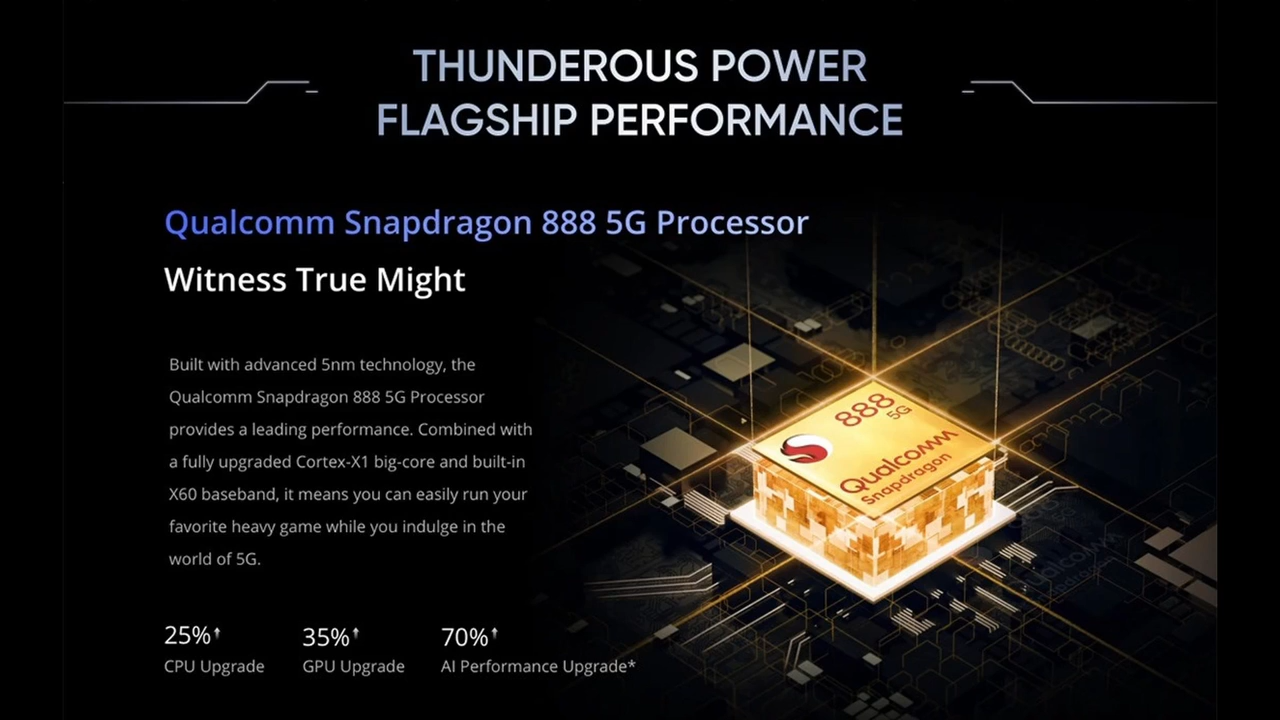 THUNDEROUS POWER
FLAGSHIP PERFORMANCE
Qualcomm Snapdragon 888 5G Processor
Witness True Might
Built with advanced 5nm technology, the
Qualcomm Snapdragon 888 5G Processor
provides a leading performance. Combined with
a fully upgraded Cortex-X1 big-core and built-in
X60 baseband, it means you can easily run your
favorite heavy game while you indulge in the
world of 5G.
25%↑
CPU Upgrade
35%↑
GPU Upgrade
70%↑
AI Performance Upgrade*
888
5G
Qualcomm
Snapdragon
Qualcomm
Snapdragon